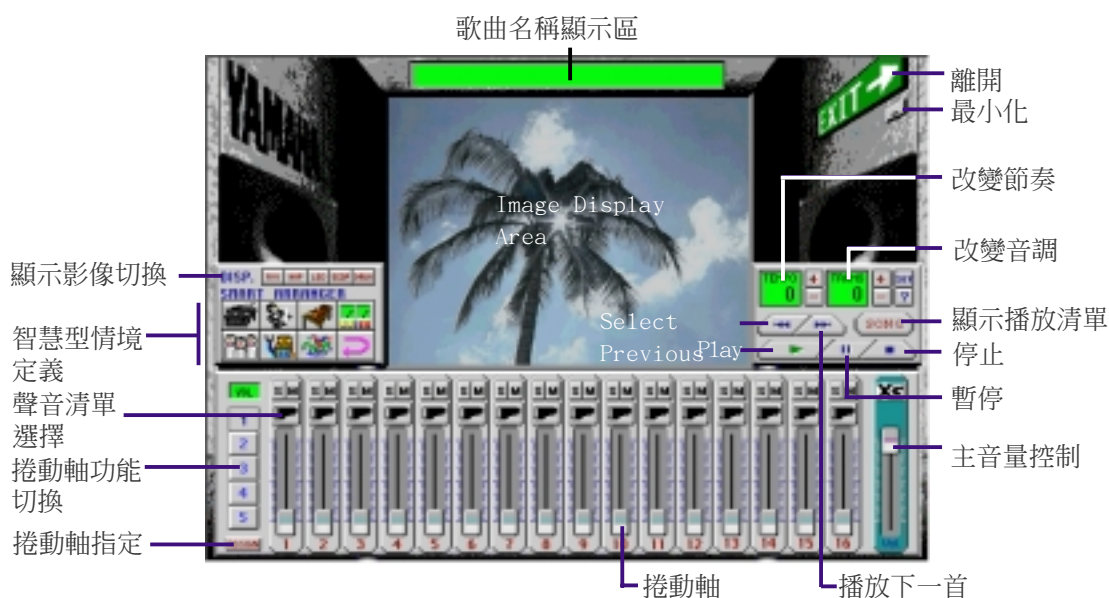 歌曲名稱顯示區
離開
最小化
改變節奏
改變音調
顯示播放清單
停止
暫停
主音量控制
播放下一首
捲動軸
顯示影像切換
智慧型情境
定義
聲音清單
選擇
捲動軸功能
切換
捲動軸指定
YAMAHA
EXIT
Image Display
Area
Select
Previous
Play
DISP.
SMART ARRANGER
TEMPO
0
TRANS
0
+
+
?
SONG
VOL
1
2
3
4
5
S M S M S M S M S M S M S M S M S M S M S M S M S M S M S M S M
XG
1 2 3 4 5 6 7 8 9 10 11 12 13 14 15 16